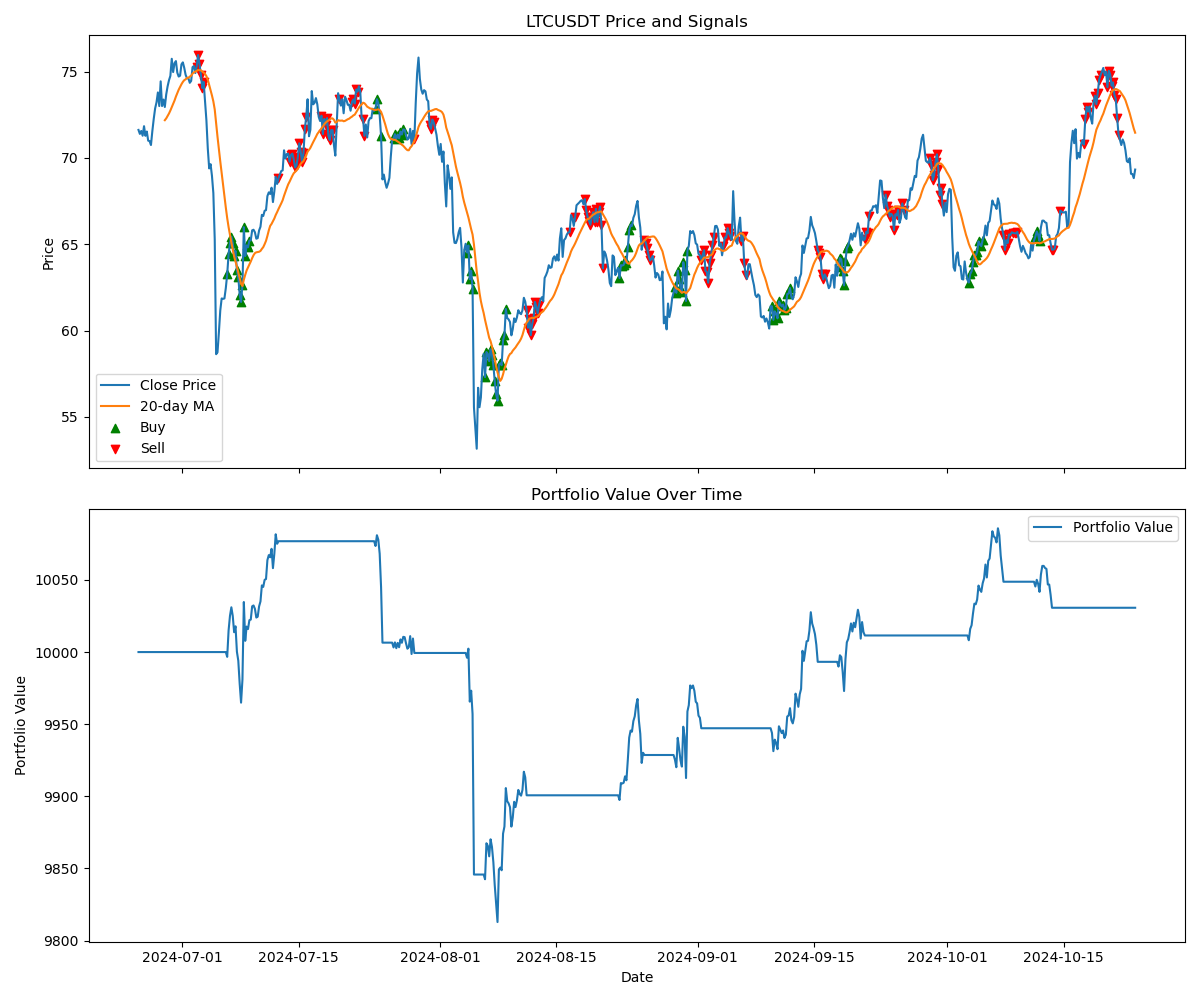 LTCUSDT Price and Signals
75
70
65
60
55
Price
Close Price
20-day MA
Buy
Sell
Portfolio Value Over Time
Portfolio Value
10050
10000
9950
9900
9850
9800
Portfolio Value
2024-07-01
2024-07-15
2024-08-01
2024-08-15
2024-09-01
2024-09-15
2024-10-01
2024-10-15
Date